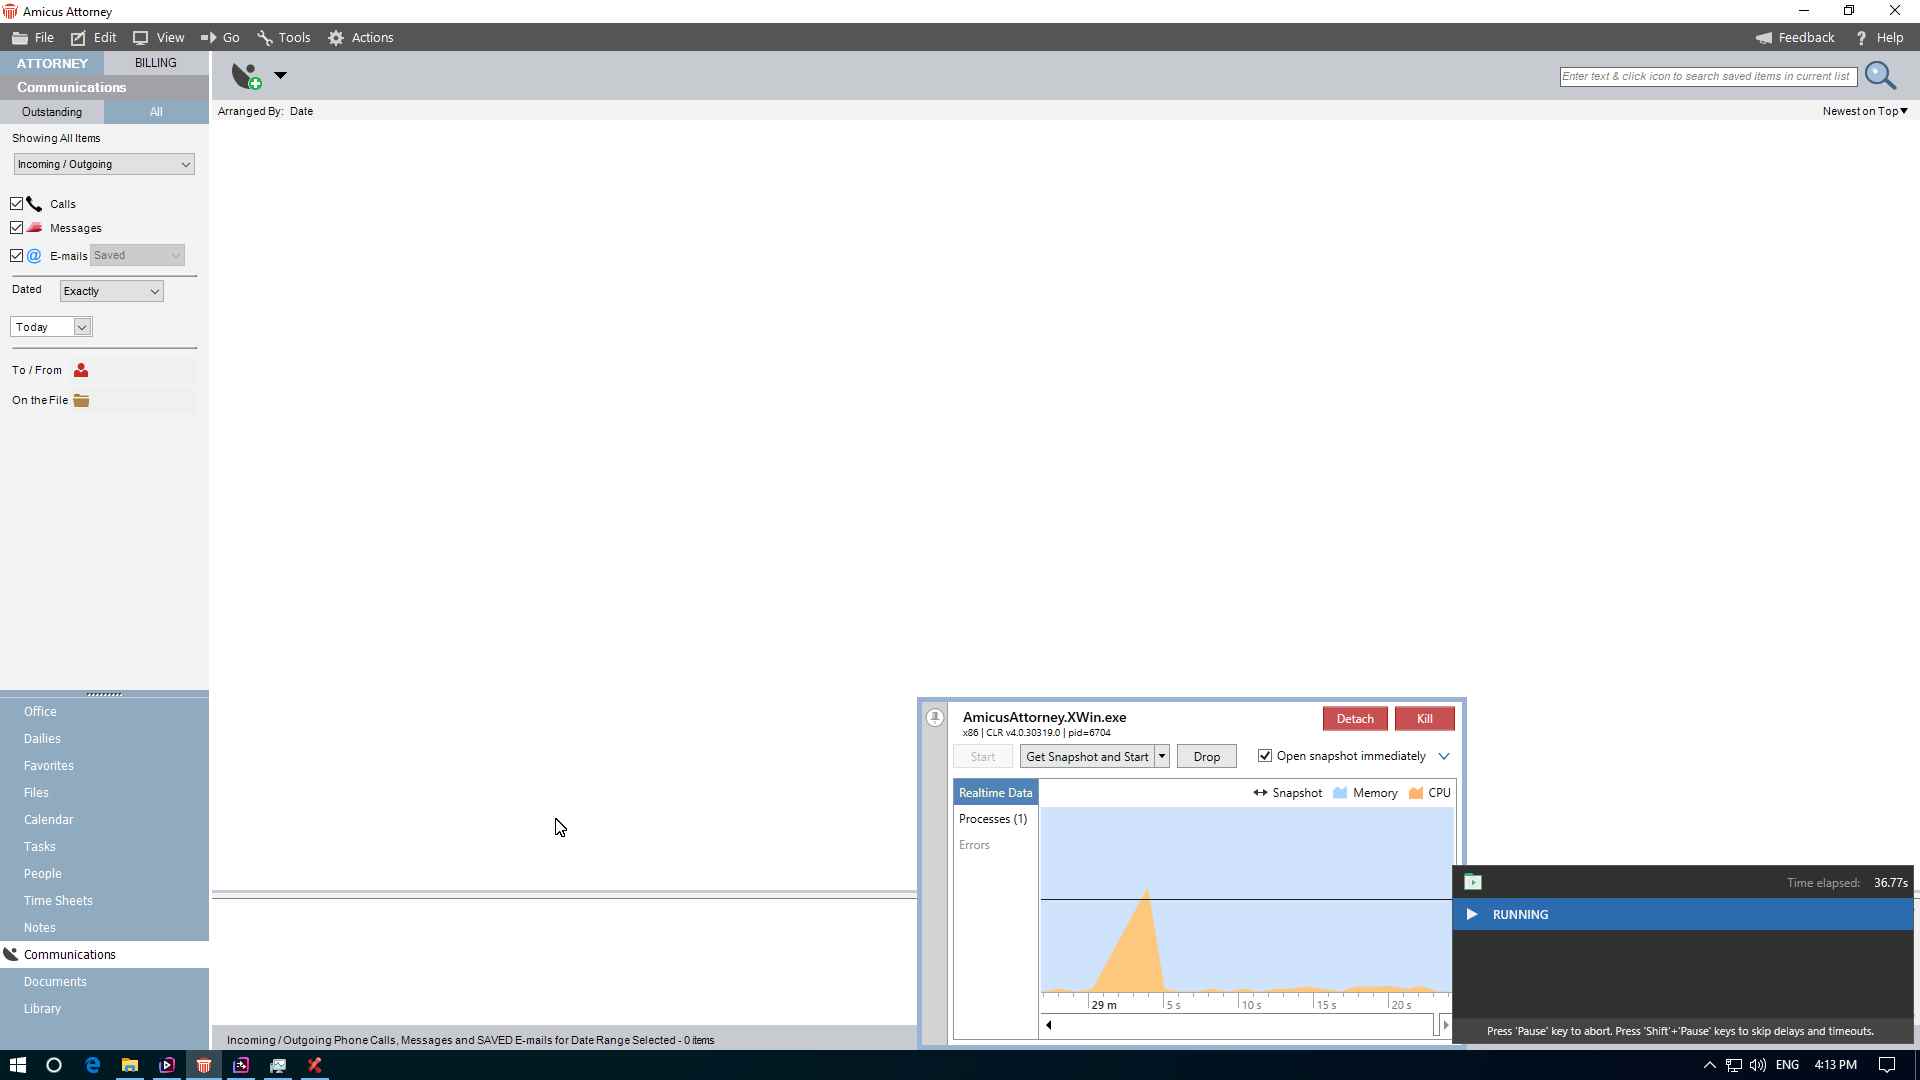 Amicus Attorney
File Edit View Go Tools Actions Feedback Help
ATTORNEY BILLING
Communications
Outstanding All
Enter text & click icon to search saved items in current list
Arranged By: Date Newest on Top
Showing All Items
Incoming / Outgoing
Calls
Messages
E-mails Saved
Dated Exactly
Today
To / From
On the File
Office
Dailies
Favorites
Files
Calendar
Tasks
People
Time Sheets
Notes
Communications
Documents
Library
AmicusAttorney.XWin.exe
x86 | CLR v4.0.30319.0 | pid=6704
Detach Kill
Start Get Snapshot and Start Drop Open snapshot immediately
Realtime Data Snapshot Memory CPU
Processes (1)
Errors
29 m 5 s 10 s 15 s 20 s
Time elapsed: 36.77s
RUNNING
Press 'Pause' key to abort. Press 'Shift'+'Pause' keys to skip delays and timeouts.
Incoming / Outgoing Phone Calls, Messages and SAVED E-mails for Date Range Selected - 0 items
ENG 4:13 PM